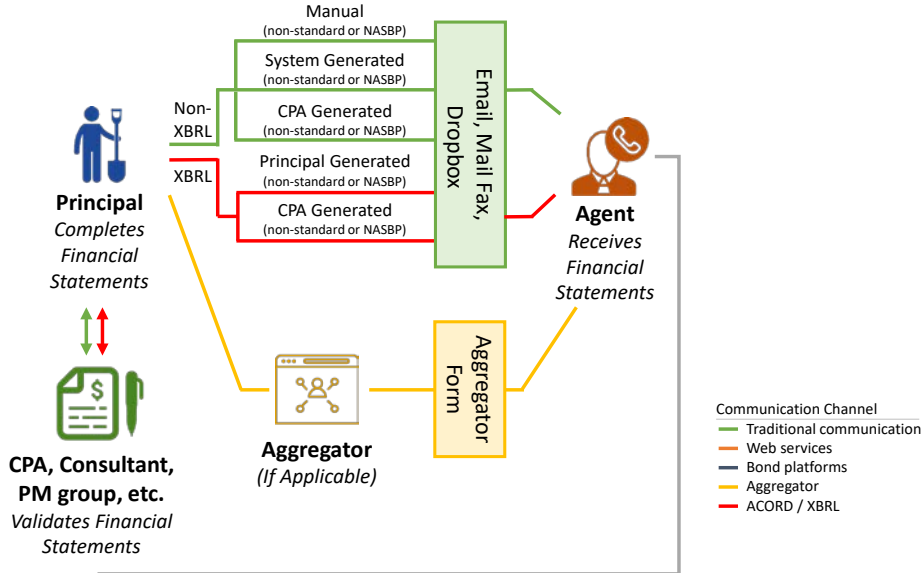 Manual
(non-standard or NASBP)
System Generated
(non-standard or NASBP)
CPA Generated
(non-standard or NASBP)
Principal Generated
(non-standard or NASBP)
CPA Generated
(non-standard or NASBP)
Non-
XBRL
XBRL
Email, Mail Fax,
Dropbox
Principal
Completes
Financial
Statements
Agent
Receives
Financial
Statements
$
CPA, Consultant,
PM group, etc.
Validates Financial
Statements
Aggregator
(If Applicable)
Aggregator
Form
Communication Channel
Traditional communication
Web services
Bond platforms
Aggregator
ACORD / XBRL